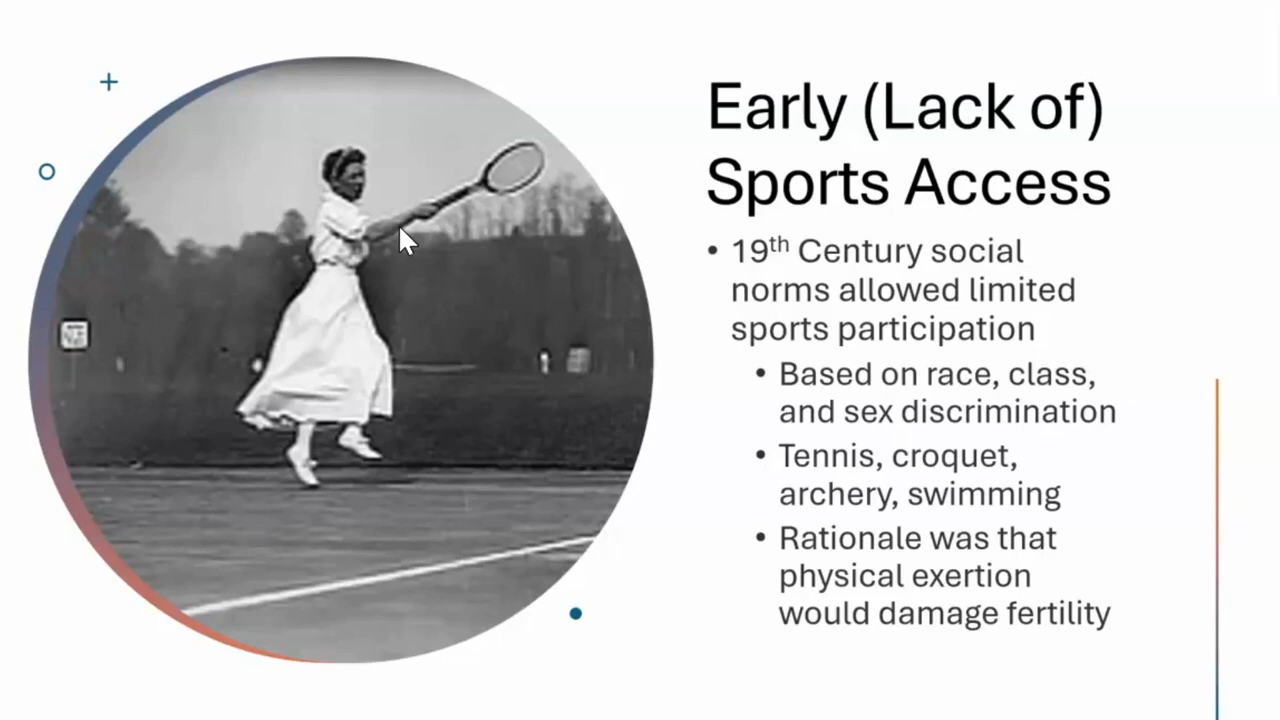 Early (Lack of)
Sports Access
• 19th Century social
norms allowed limited
sports participation
• Based on race, class,
and sex discrimination
• Tennis, croquet,
archery, swimming
• Rationale was that
physical exertion
would damage fertility